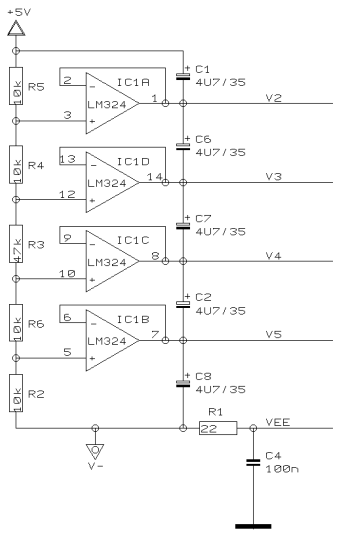 +5V
2
IC1A
+
C1
10k
R5
LM324
4U7/35
3
1
V2
13
IC1D
+
C6
10k
R4
LM324
4U7/35
12
14
V3
9
IC1C
+
C7
47k
R3
LM324
4U7/35
10
8
V4
6
IC1B
+
C2
10k
R6
LM324
4U7/35
5
7
V5
+
C8
10k
R2
4U7/35
R1
22
VEE
V-
C4
100n